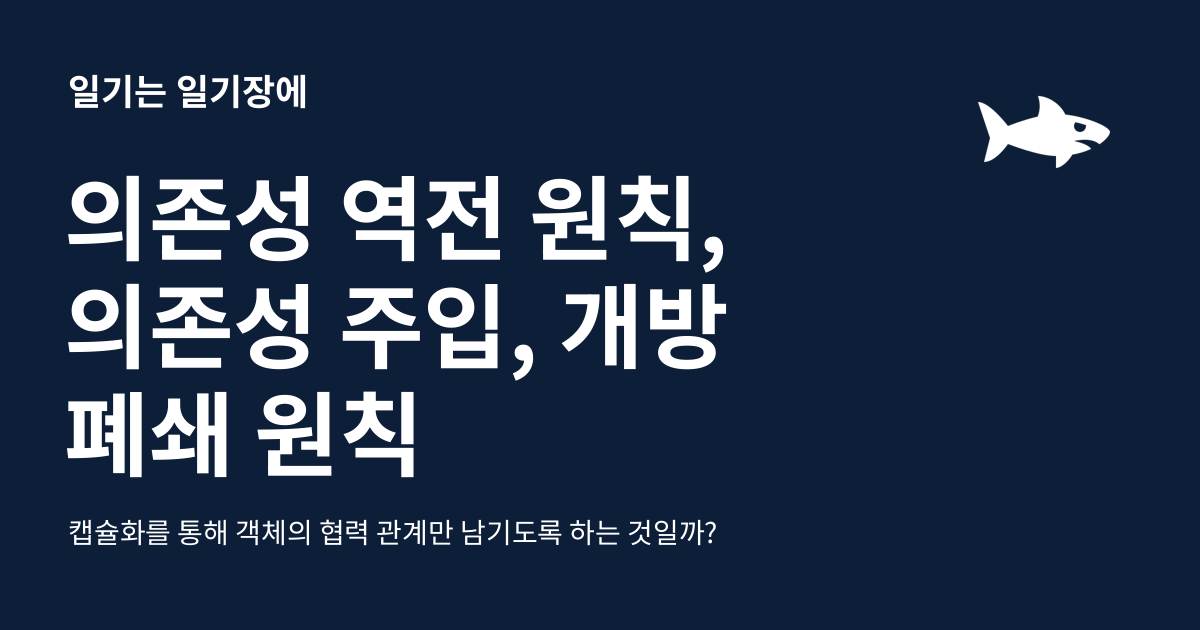 일기는 일기장에
의존성 역전 원칙,
의존성 주입, 개방
폐쇄 원칙
캡슐화를 통해 객체의 협력 관계만 남기도록 하는 것일까?